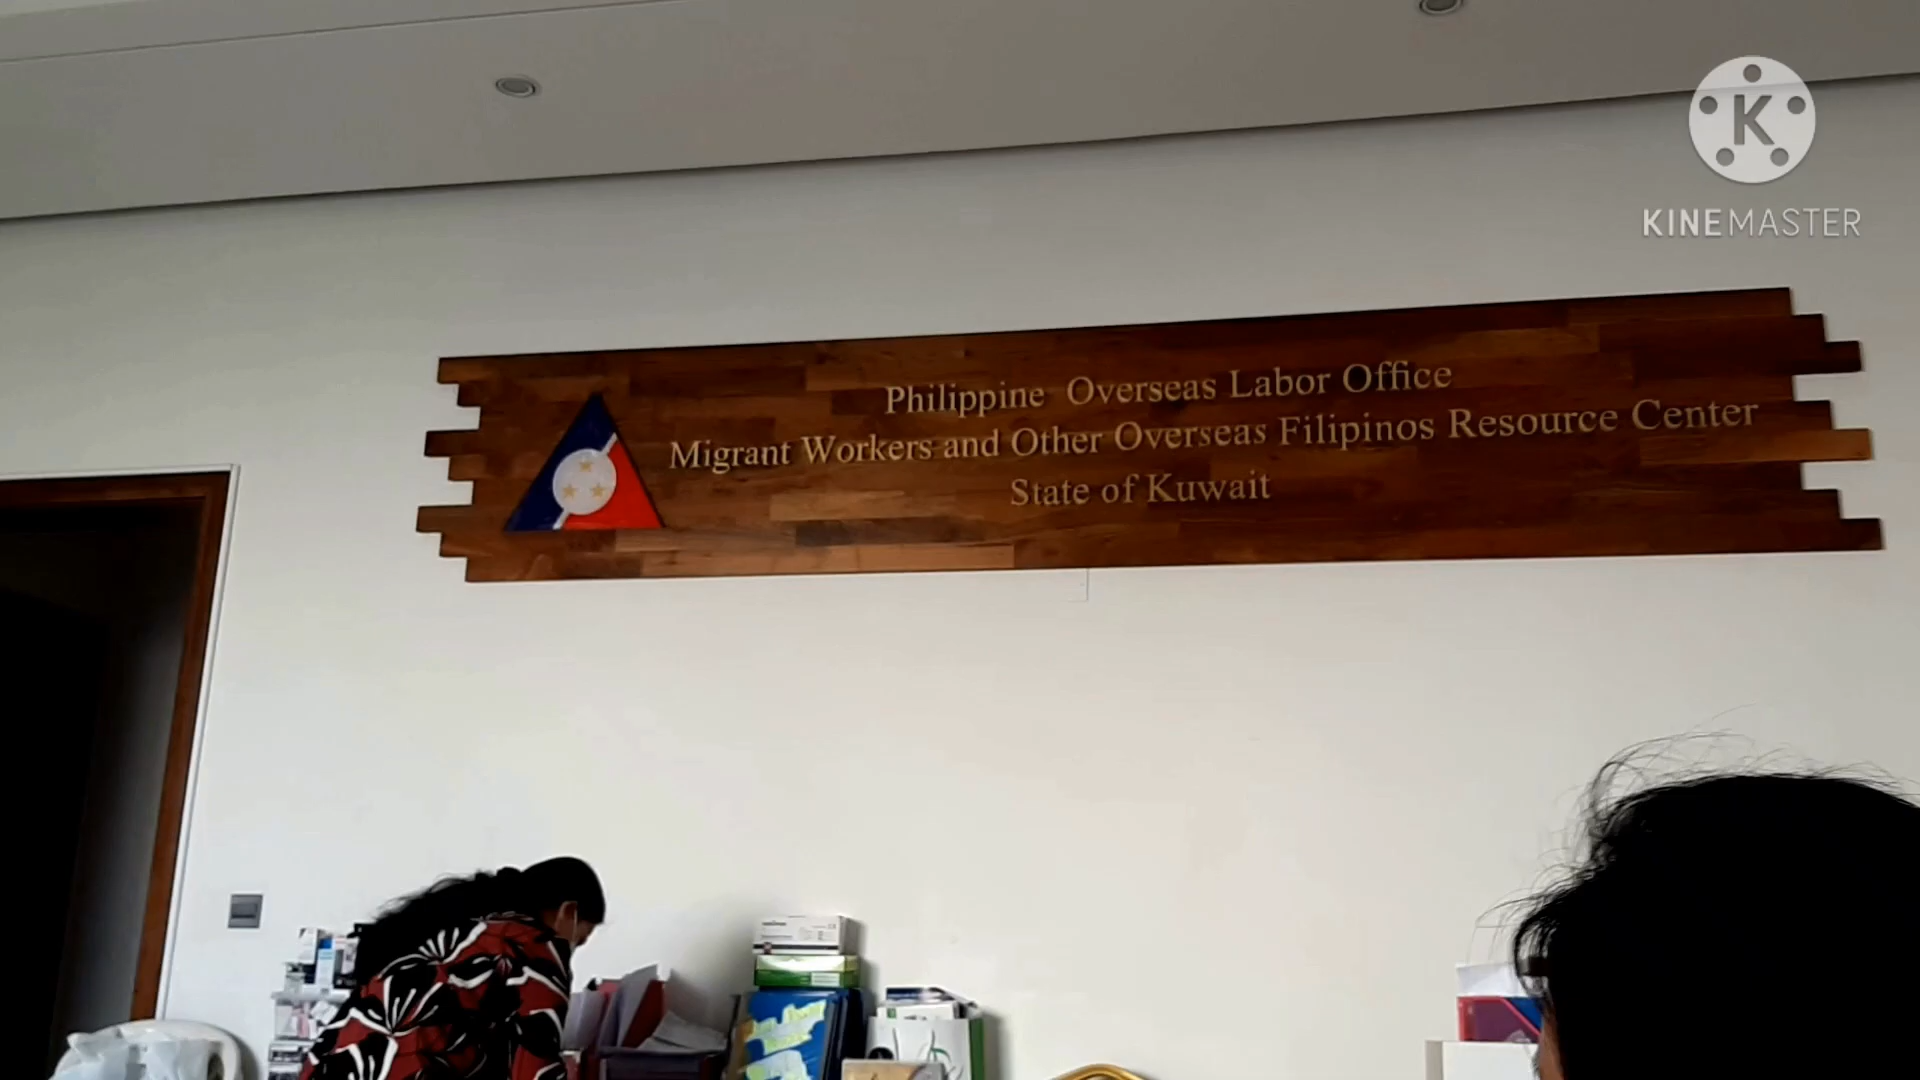 K
KINEMASTER
Philippine Overseas Labor Office
Migrant Workers and Other Overseas Filipinos Resource Center
State of Kuwait